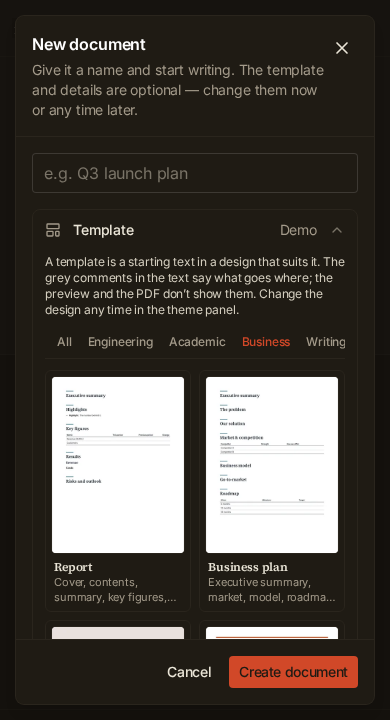 New document
Give it a name and start writing. The template
and details are optional — change them now
or any time later.
e.g. Q3 launch plan
Template
Demo
A template is a starting text in a design that suits it. The
grey comments in the text say what goes where; the
preview and the PDF don't show them. Change the
design any time in the theme panel.
All Engineering Academic Business Writing
Executive summary
Highlights
Key figures
Results
Risks and outlook
Executive summary
The problem
Our solution
Market & competition
Business model
Go-to-market
Roadmap
Report
Cover, contents,
summary, key figures,...
Business plan
Executive summary,
market, model, roadma...
Cancel
Create document